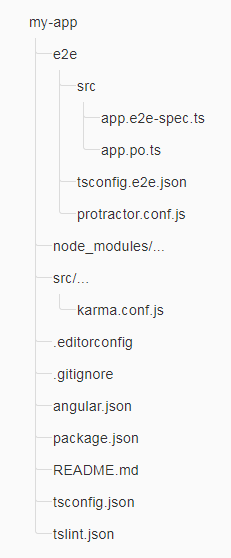 my-app
e2e
src
app.e2e-spec.ts
app.po.ts
tsconfig.e2e.json
protractor.conf.js
node_modules/...
src/...
karma.conf.js
.editorconfig
.gitignore
angular.json
package.json
README.md
tsconfig.json
tslint.json